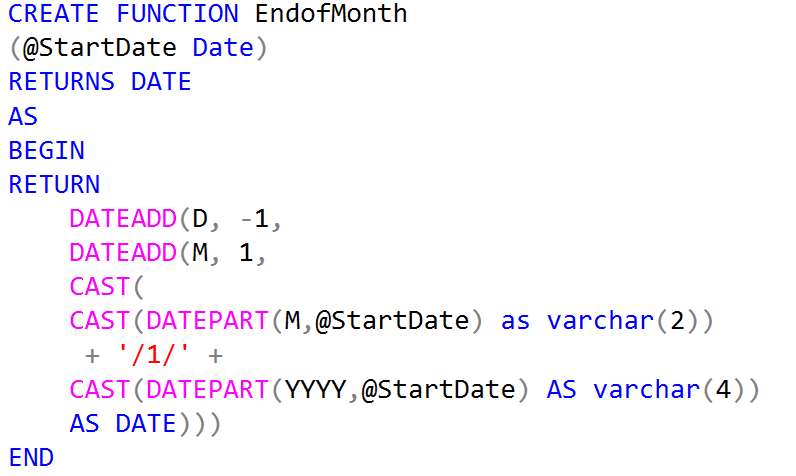 CREATE FUNCTION EndofMonth
(@StartDate Date)
RETURNS DATE
AS
BEGIN
RETURN
    DATEADD(D, -1,
    DATEADD(M, 1,
    CAST(
    CAST(DATEPART(M,@StartDate) as varchar(2))
     + '/1/' +
    CAST(DATEPART(YYYY,@StartDate) AS varchar(4))
    AS DATE)))
END